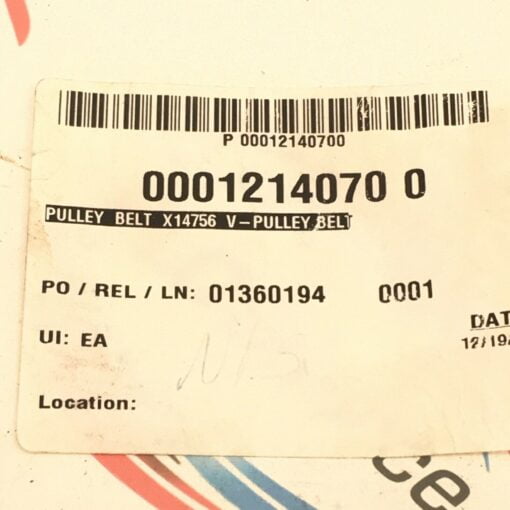 P 00012140700
0001214070 0
PULLEY BELT X14756 V-PULLEY BELT
PO / REL / LN: 01360194 0001
DAT
UI: EA
12/19/
Location:
ce